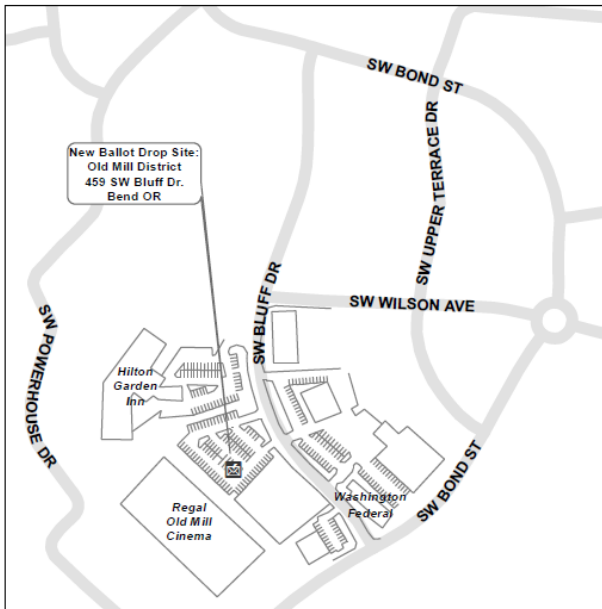 SW BOND ST
SW UPPER TERRACE DR
New Ballot Drop Site:
Old Mill District
459 SW Bluff Dr.
Bend OR
SW BLUFF DR
SW WILSON AVE
SW POWERHOUSE DR
Hilton
Garden
Inn
Washington
Federal
SW BOND ST
Regal
Old Mill
Cinema